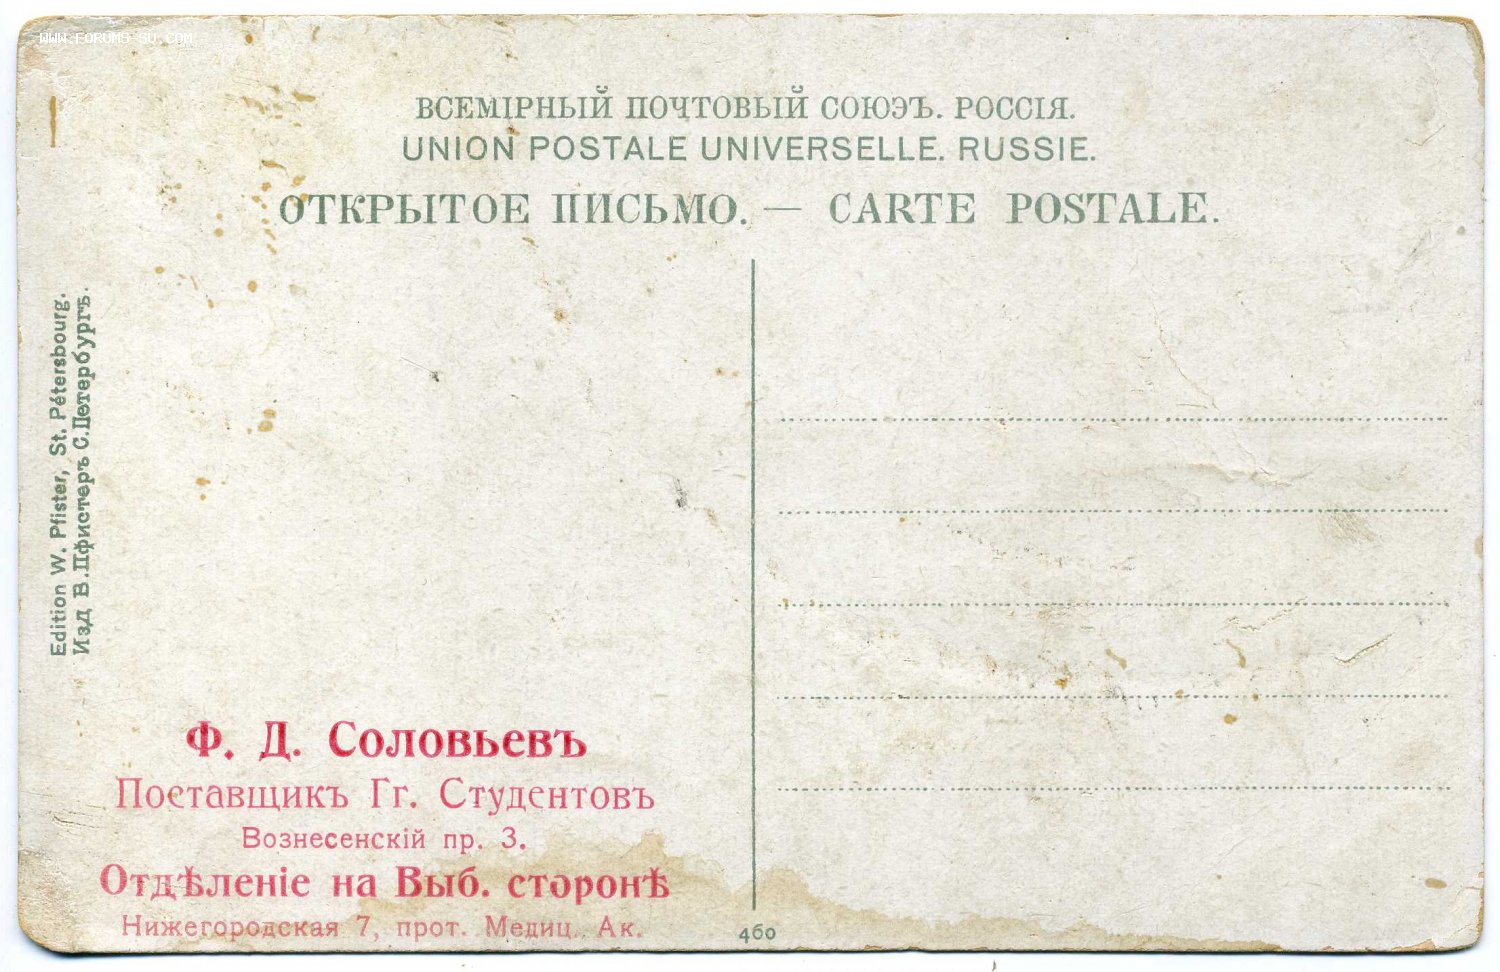 WWW.FORUMS-SU.COM
ВСЕМІРНЫЙ ПОЧТОВЫЙ СОЮЭЪ. РОССІЯ.
UNION POSTALE UNIVERSELLE. RUSSIE.
ОТКРЫТОЕ ПИСЬМО. — CARTE POSTALE.
Edition W. Pfister, St. Pétersbourg.
Изд В.Пфистеръ С.Петербургъ.
Ф. Д. Соловьевъ
Поставщикъ Гг. Студентовъ
Вознесенскій пр. 3.
Отдѣленіе на Выб. сторонѣ
Нижегородская 7, прот. Медиц. Ак.
460